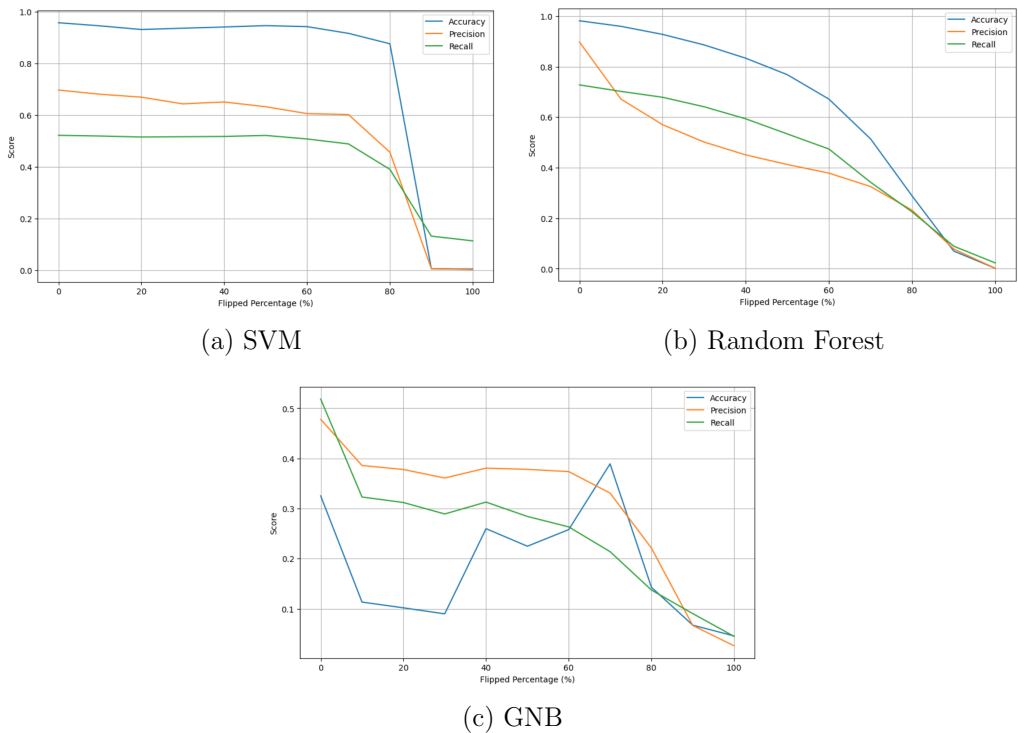 1.0
0.8
0.6
0.4
0.2
0.0
Score
0 20 40 60 80 100
Flipped Percentage (%)
Accuracy
Precision
Recall
(a) SVM
1.0
0.8
0.6
0.4
0.2
0.0
Score
0 20 40 60 80 100
Flipped Percentage (%)
Accuracy
Precision
Recall
(b) Random Forest
0.5
0.4
0.3
0.2
0.1
Score
0 20 40 60 80 100
Flipped Percentage (%)
Accuracy
Precision
Recall
(c) GNB